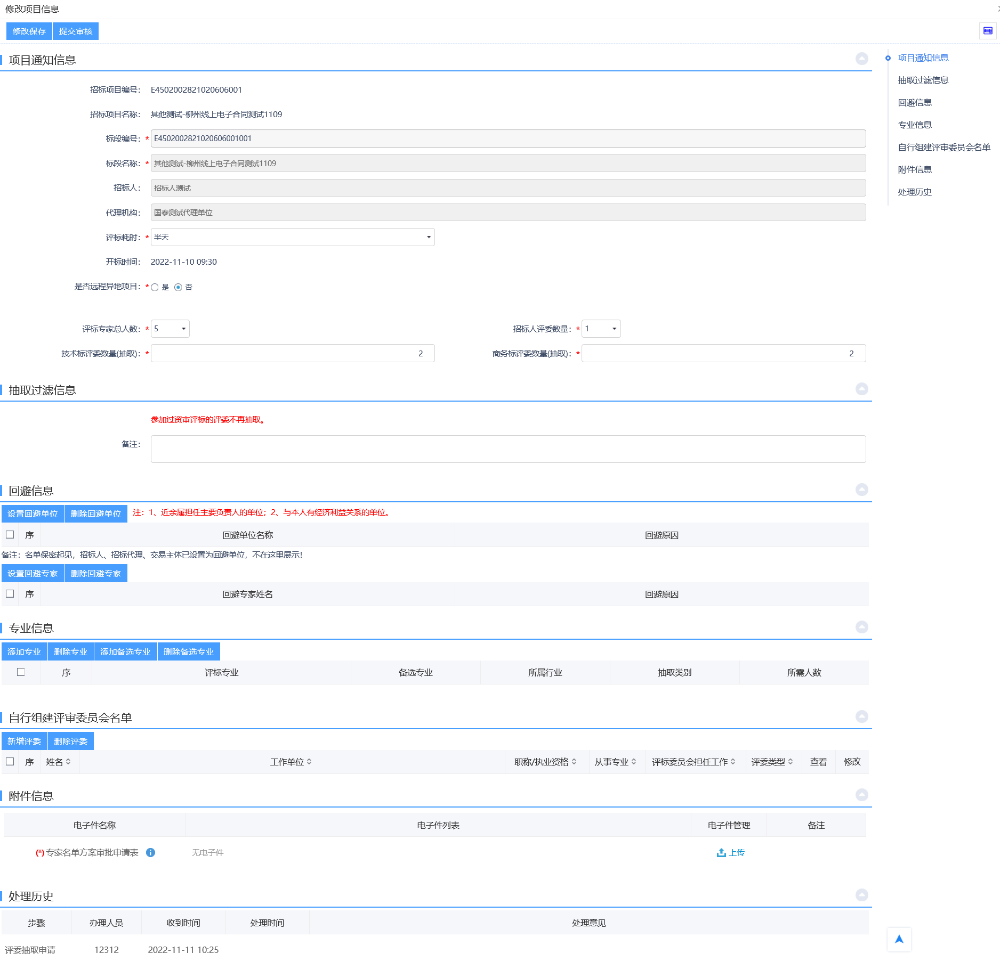 修改项目信息
修改保存 提交审核
项目通知信息
招标项目编号： E4502002821020606001
招标项目名称： 其他测试-柳州线上电子合同测试1109
标段编号：* E4502002821020606001001
标段名称：* 其他测试-柳州线上电子合同测试1109
招标人： 招标人测试
代理机构： 国泰测试代理单位
评标耗时：* 半天
开标时间： 2022-11-10 09:30
是否远程异地项目：* 是 否
评标专家总人数：* 5 招标人评委数量：* 1
技术标评委数量(抽取)：* 2 商务标评委数量(抽取)：* 2
抽取过滤信息
参加过资审评标的评委不再抽取。
备注：
回避信息
设置回避单位 删除回避单位 注：1、近亲属担任主要负责人的单位；2、与本人有经济利益关系的单位。
序 回避单位名称 回避原因
备注：名单保密起见，招标人、招标代理、交易主体已设置为回避单位，不在这里展示！
设置回避专家 删除回避专家
序 回避专家姓名 回避原因
专业信息
添加专业 删除专业 添加备选专业 删除备选专业
序 评标专业 备选专业 所属行业 抽取类别 所需人数
自行组建评审委员会名单
新增评委 删除评委
序 姓名 工作单位 职称/执业资格 从事专业 评标委员会担任工作 评委类型 查看 修改
附件信息
电子件名称 电子件列表 电子件管理 备注
(*) 专家名单方案审批申请表 无电子件 上传
处理历史
步骤 办理人员 收到时间 处理时间 处理意见
评委抽取申请 12312 2022-11-11 10:25
项目通知信息
抽取过滤信息
回避信息
专业信息
自行组建评审委员会名单
附件信息
处理历史